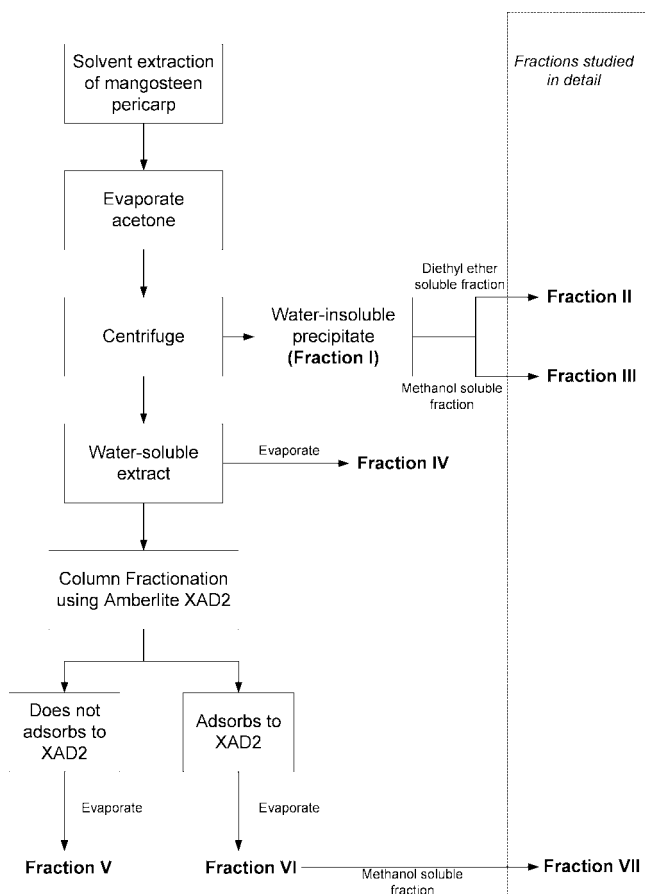 Solvent extraction
of mangosteen
pericarp
Fractions studied
in detail
Evaporate
acetone
Diethyl ether
soluble fraction
Fraction II
Centrifuge
Water-insoluble
precipitate
(Fraction I)
Fraction III
Methanol soluble
fraction
Water-soluble
extract
Evaporate
Fraction IV
Column Fractionation
using Amberlite XAD2
Does not
adsorbs to
XAD2
Adsorbs to
XAD2
Evaporate
Evaporate
Fraction V
Fraction VI
Methanol soluble
fraction
Fraction VII